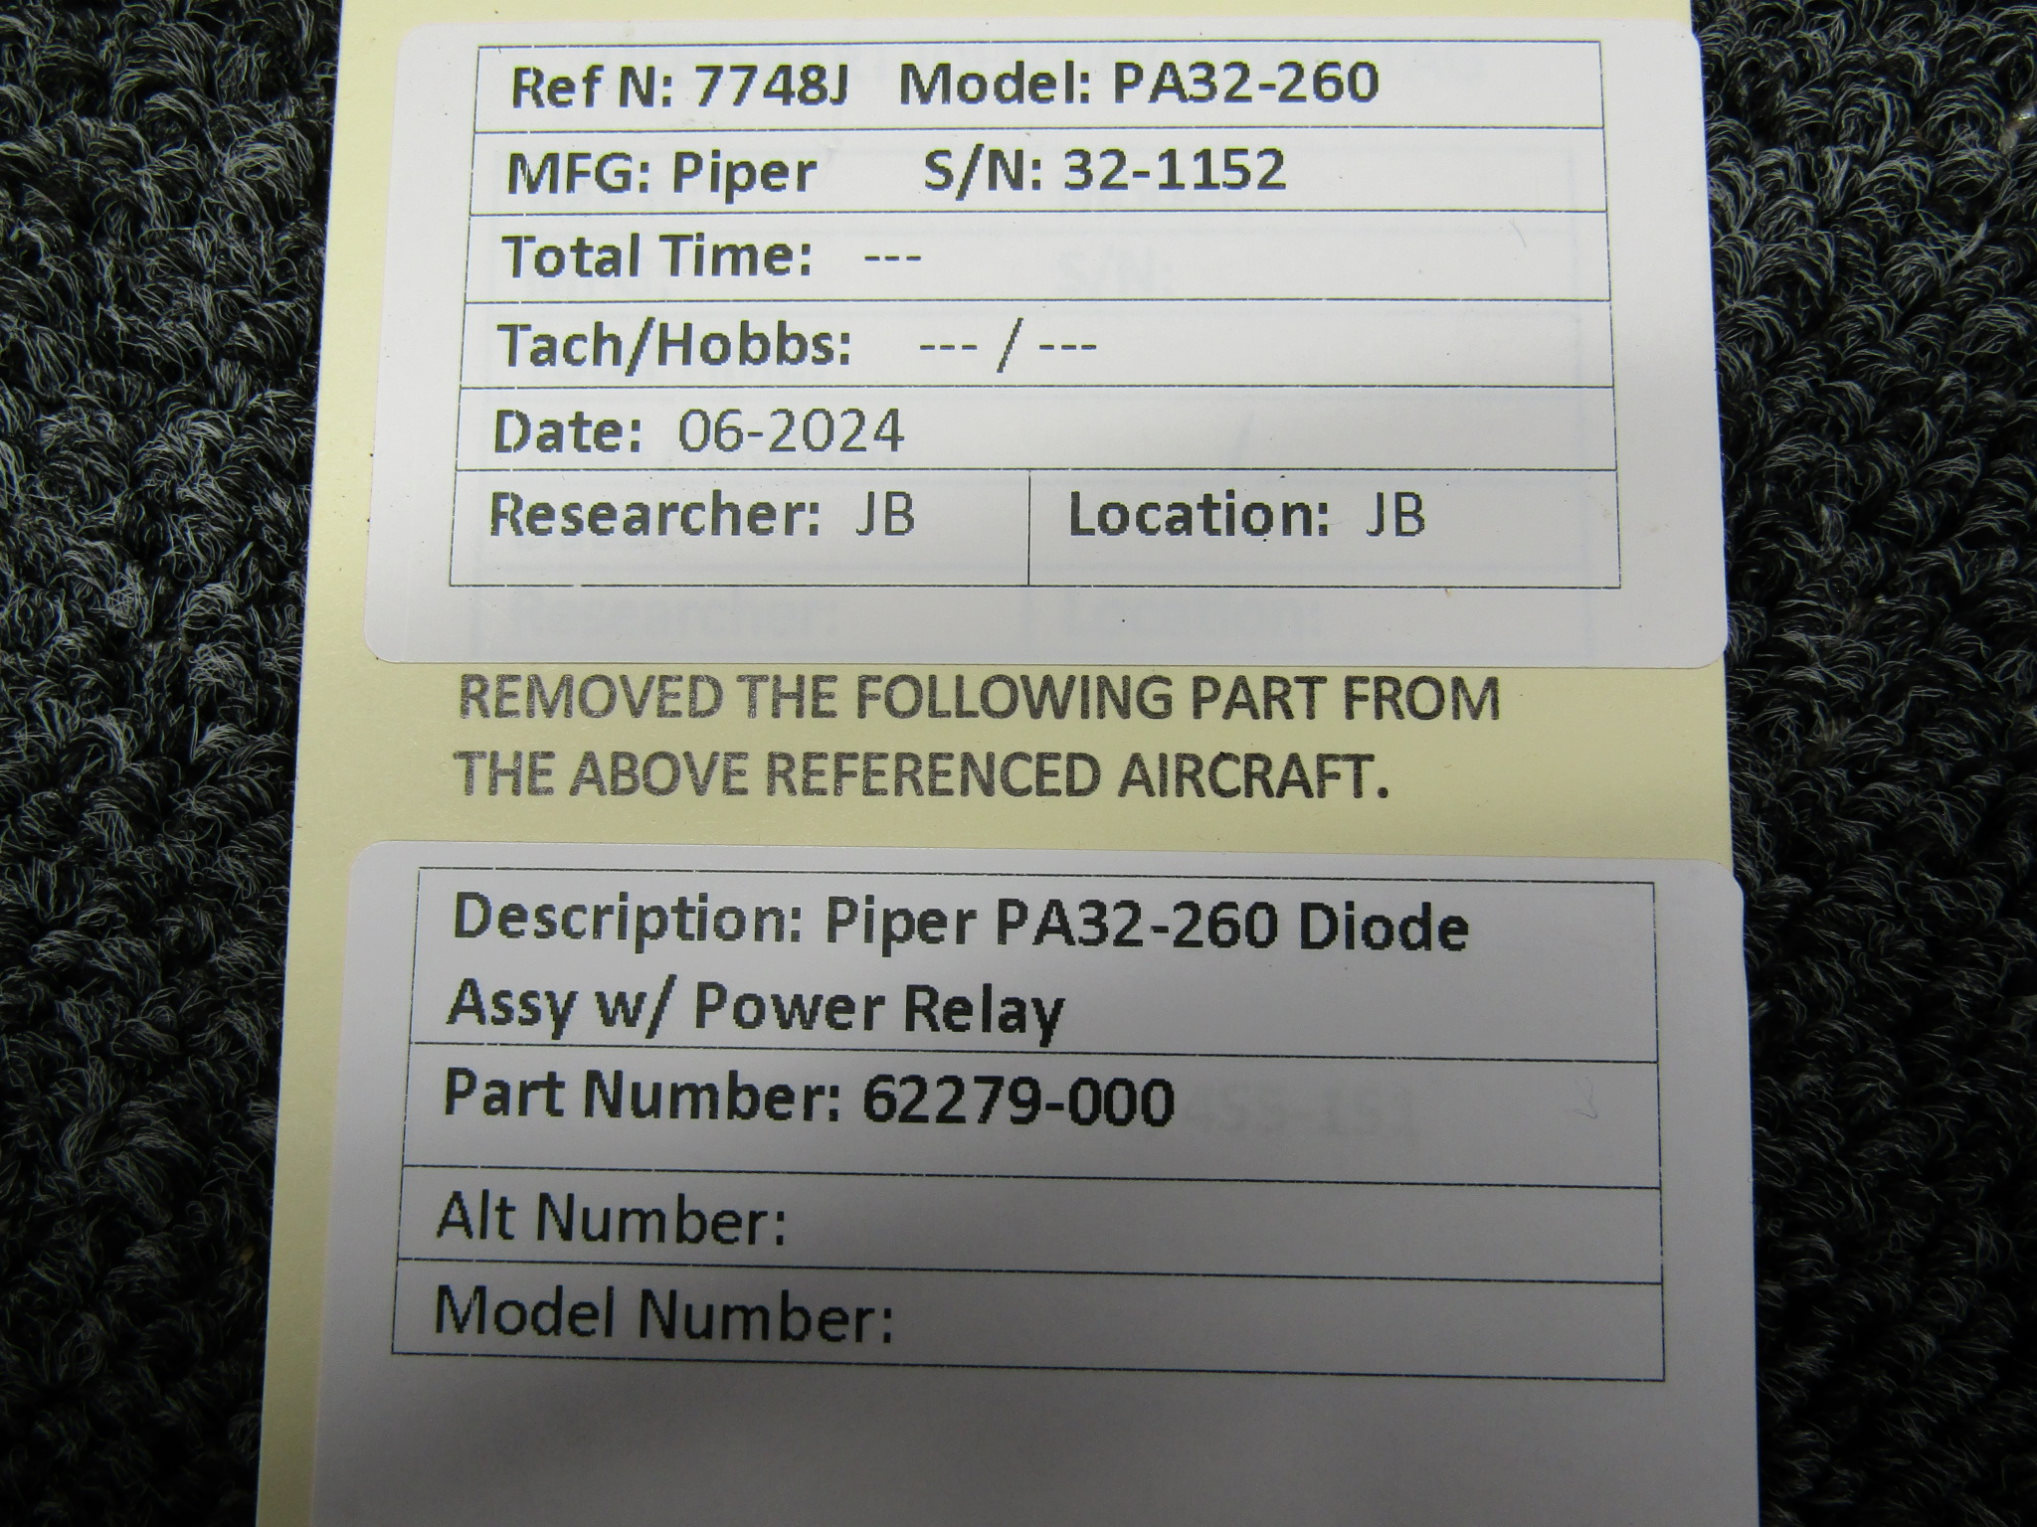 Ref N: 7748J Model: PA32-260
MFG: Piper S/N: 32-1152
Total Time: ---
Tach/Hobbs: --- / ---
Date: 06-2024
Researcher: JB Location: JB
REMOVED THE FOLLOWING PART FROM
THE ABOVE REFERENCED AIRCRAFT.
Description: Piper PA32-260 Diode
Assy w/ Power Relay
Part Number: 62279-000
Alt Number:
Model Number: